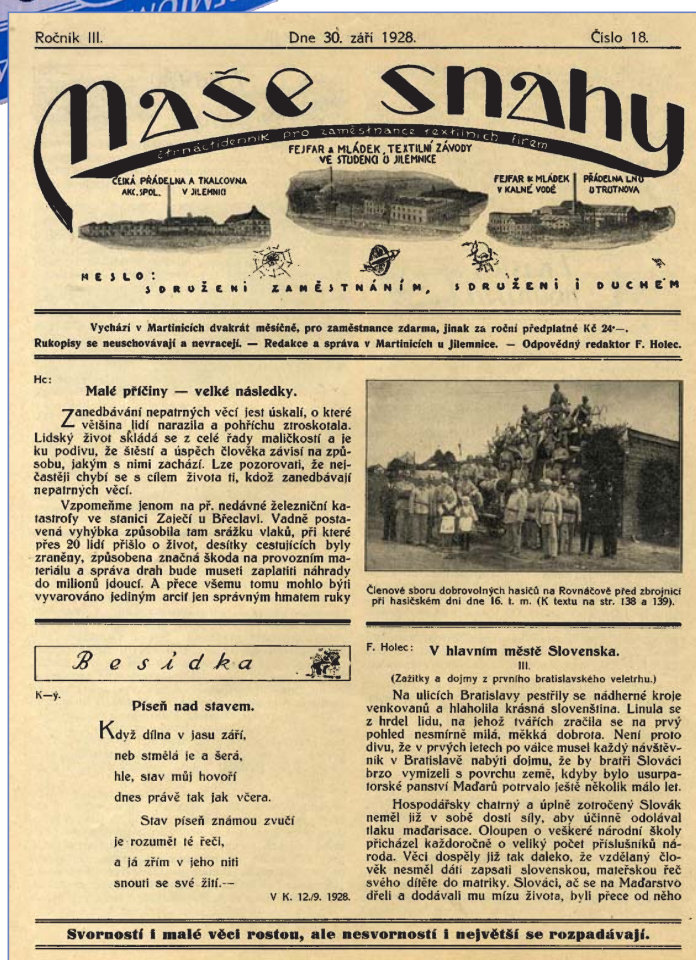 Ročník III.
Dne 30. září 1928.
Číslo 18.
Naše snahy
čtrnáctidenník pro zaměstnance textilních firem
FEJFAR & MLÁDEK, TEXTILNÍ ZÁVODY
VE STUDENCI U JILEMNICE
ČESKÁ PŘÁDELNA A TKALCOVNA
AKC. SPOL. V JILEMNICI
FEJFAR & MLÁDEK PŘÁDELNA LNU
V KALNÉ VODĚ U TRUTNOVA
HESLO:
SDRUŽENI ZAMĚSTNÁNÍM, SDRUŽENI I DUCHEM
Vychází v Martinicích dvakrát měsíčně, pro zaměstnance zdarma, jinak za roční předplatné Kč 24·—.
Rukopisy se neuschovávají a nevracejí. — Redakce a správa v Martinicích u Jilemnice. — Odpovědný redaktor F. Holec.
Hc:
Malé příčiny — velké následky.
Zanedbávání nepatrných věcí jest úskalí, o které
většina lidí narazila a pohříchu ztroskotala.
Lidský život skládá se z celé řady maličkostí a je
ku podivu, že štěstí a úspěch člověka závisí na způ-
sobu, jakým s nimi zachází. Lze pozorovati, že nej-
častěji chybí se s cílem života ti, kdož zanedbávají
nepatrných věcí.
Vzpomeňme jenom na př. nedávné železniční ka-
tastrofy ve stanici Zaječí u Břeclavi. Vadně posta-
vená vyhýbka způsobila tam srážku vlaků, při které
přes 20 lidí přišlo o život, desítky cestujících byly
zraněny, způsobena značná škoda na provozním ma-
teriálu a správa drah bude museti zaplatiti náhrady
do milionů jdoucí. A přece všemu tomu mohlo býti
vyvarováno jediným arciť jen správným hmatem ruky
Členové sboru dobrovolných hasičů na Rovnáčově před zbrojnicí
při hasičském dni dne 16. t. m. (K textu na str. 138 a 139).
Besídka
K—ý.
Píseň nad stavem.
Když dílna v jasu září,
neb stmělá je a šerá,
hle, stav můj hovoří
dnes právě tak jak včera.
Stav píseň známou zvučí
je rozumět té řeči,
a já zřím v jeho niti
snouti se své žití.—
V K. 12./9. 1928.
F. Holec: V hlavním městě Slovenska.
III.
(Zážitky a dojmy z prvního bratislavského veletrhu.)
Na ulicích Bratislavy pestřily se nádherné kroje
venkovanů a hlaholila krásná slovenština. Linula se
z hrdel lidu, na jehož tvářích zračila se na prvý
pohled nesmírně milá, měkká dobrota. Není proto
divu, že v prvých letech po válce musel každý návštěv-
ník v Bratislavě nabýti dojmu, že by bratři Slováci
brzo vymizeli s povrchu země, kdyby bylo usurpa-
torské panství Maďarů potrvalo ještě několik málo let.
Hospodářsky chatrný a úplně zotročený Slovák
neměl již v sobě dosti síly, aby účinně odolával
tlaku maďarisace. Oloupen o veškeré národní školy
přicházel každoročně o veliký počet příslušníků ná-
roda. Věci dospěly již tak daleko, že vzdělaný člo-
věk nesměl dáti zapsati slovenskou, mateřskou řeč
svého dítěte do matriky. Slováci, ač se na Maďarstvo
dřeli a dodávali mu mízu života, byli přece od něho
Svorností i malé věci rostou, ale nesvorností i největší se rozpadávají.